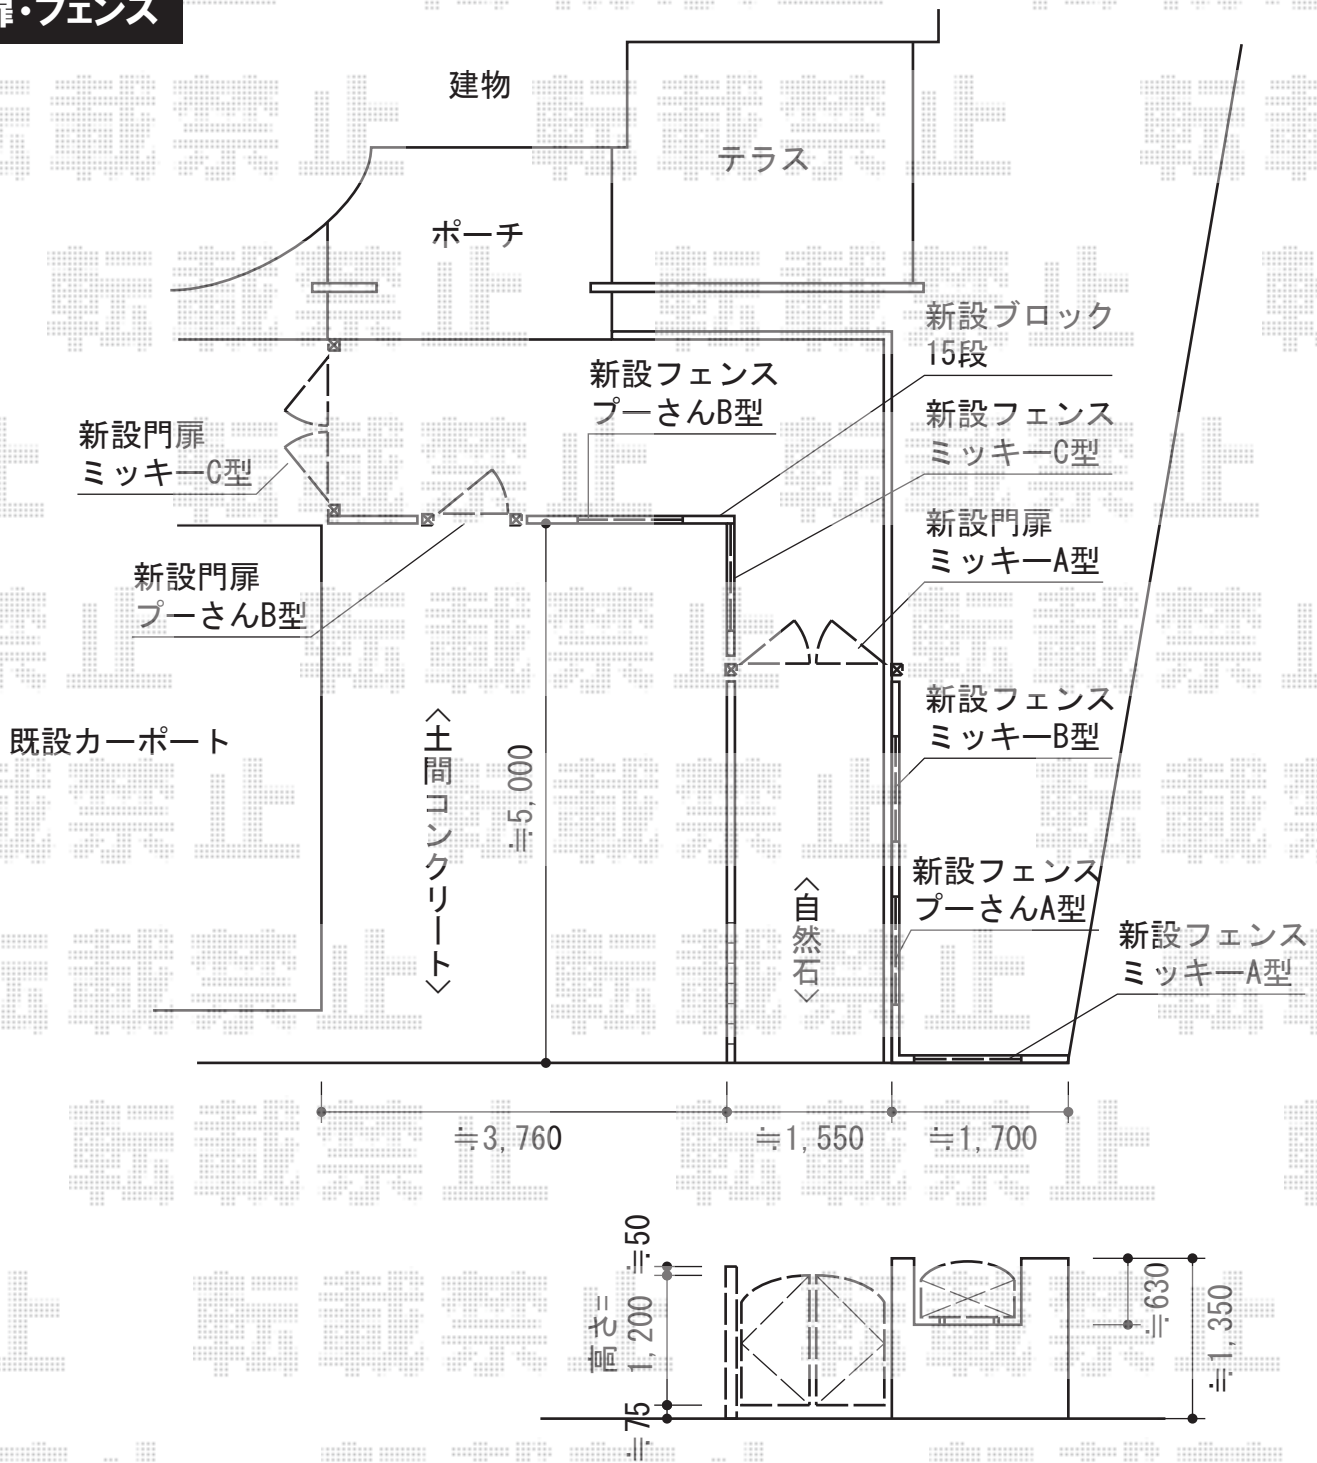 扉・フェンス
建物
テラス
ポーチ
新設ブロック
15段
新設フェンス
プーさんB型
新設フェンス
ミッキーC型
新設門扉
ミッキーC型
新設門扉
ミッキーA型
新設門扉
プーさんB型
新設フェンス
ミッキーB型
既設カーポート
〈土間コンクリート〉
≒5,000
新設フェンス
プーさんA型
〈自然石〉
新設フェンス
ミッキーA型
≒3,760
≒1,550
≒1,700
≒50
高さ
1,200
≒75
≒630
≒1,350
転載禁止